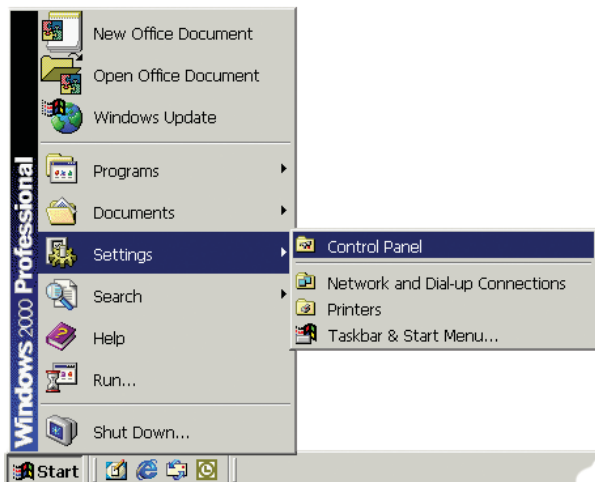 New Office Document
Open Office Document
Windows Update
Programs
Documents
Settings
Search
Help
Run...
Shut Down...
Windows 2000 Professional
Control Panel
Network and Dial-up Connections
Printers
Taskbar & Start Menu...
Start